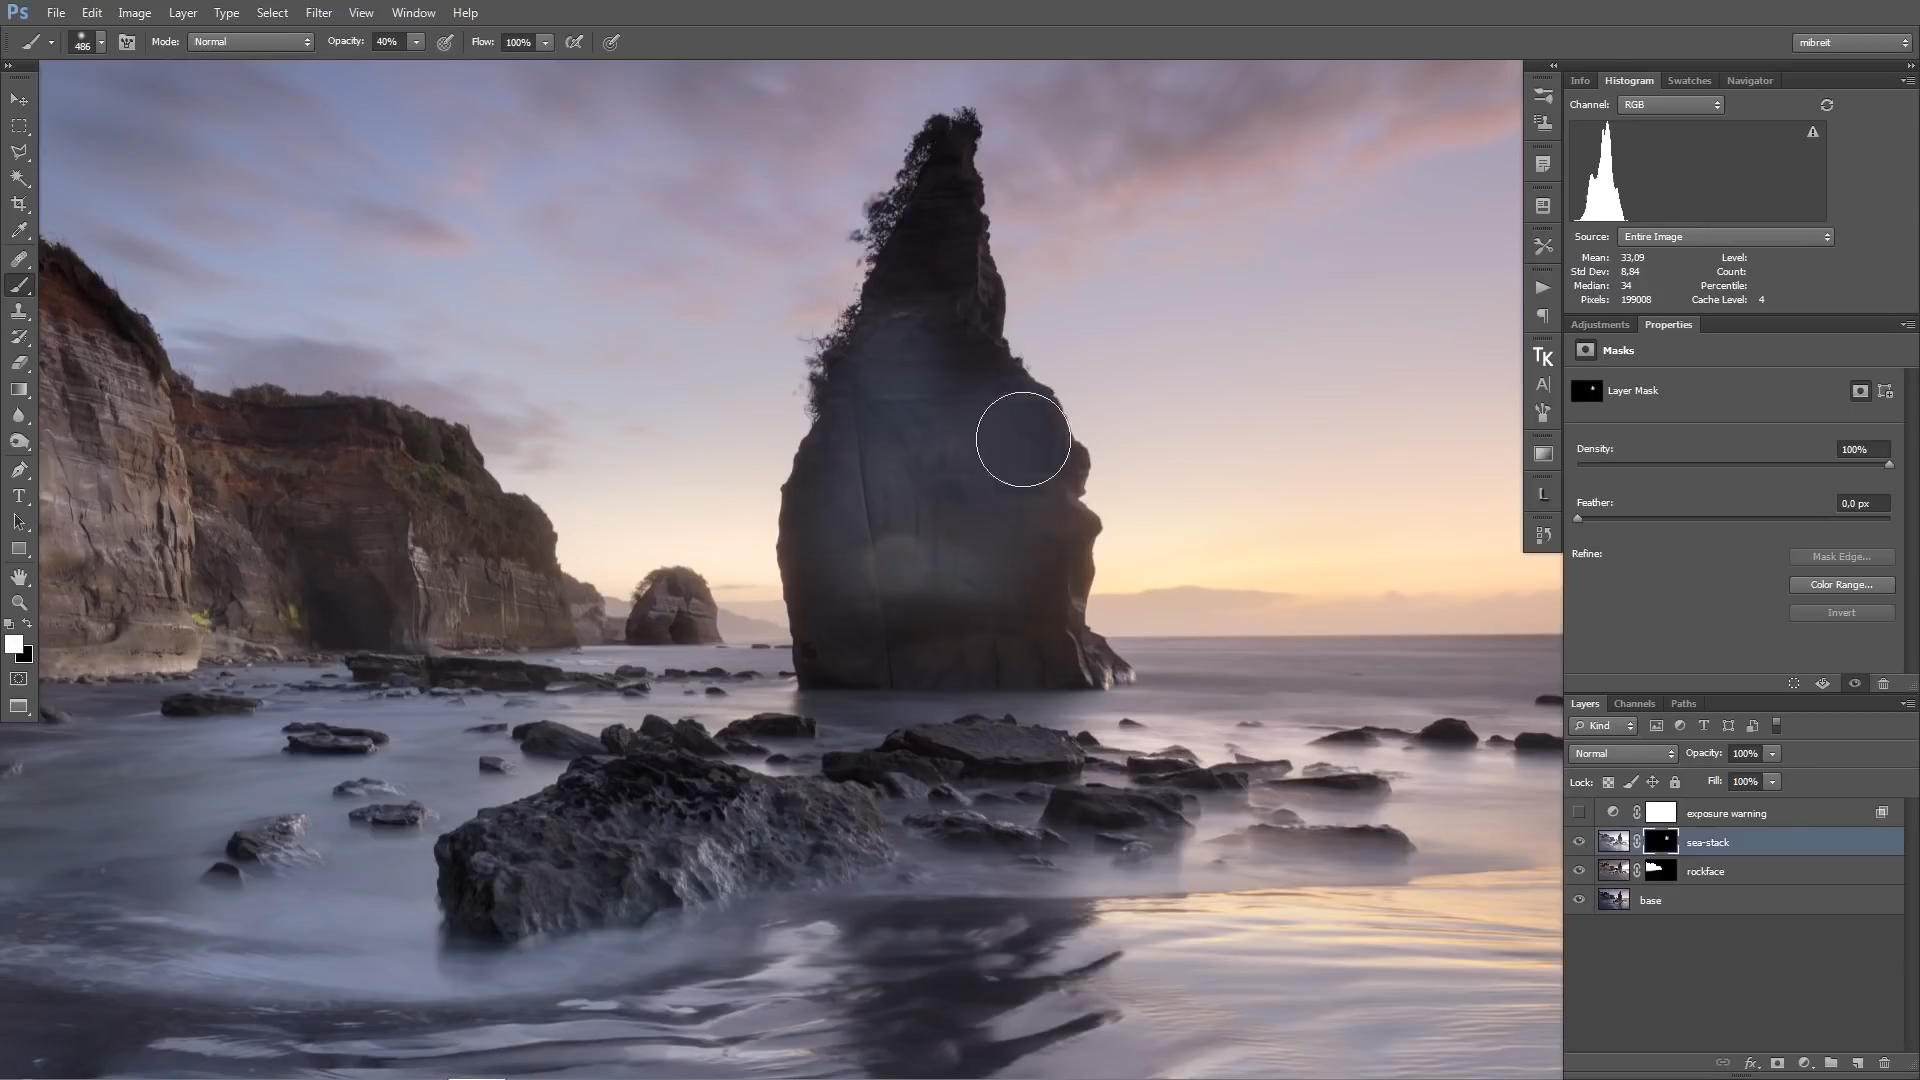 Ps File Edit Image Layer Type Select Filter View Window Help
486 Mode: Normal Opacity: 40% Flow: 100% mibreit
Info Histogram Swatches Navigator
Channel: RGB
Source: Entire Image
Mean: 33,09 Level:
Std Dev: 8,84 Count:
Median: 34 Percentile:
Pixels: 199008 Cache Level: 4
Adjustments Properties
Masks
TK
Layer Mask
A
Density: 100%
L
Feather: 0,0 px
T
Refine: Mask Edge...
Color Range...
Invert
Layers Channels Paths
Kind T
Normal Opacity: 100%
Lock: Fill: 100%
exposure warning
sea-stack
rockface
base
fx